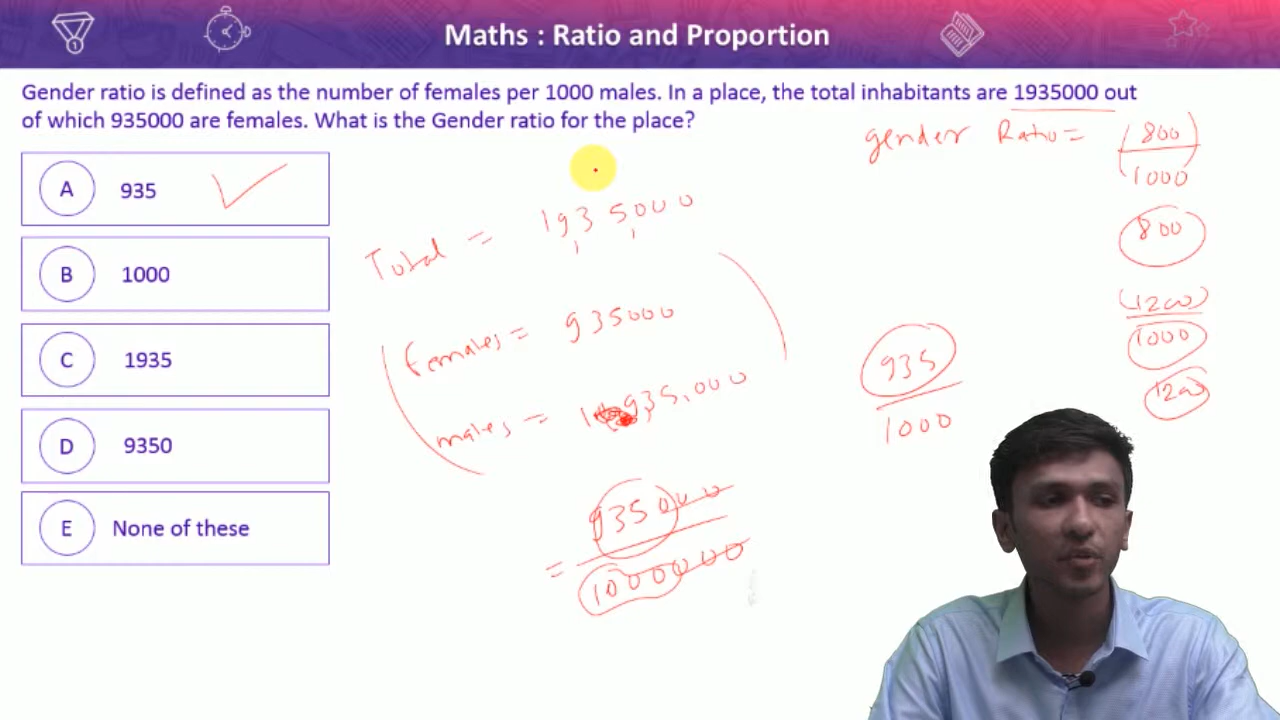 Maths : Ratio and Proportion
Gender ratio is defined as the number of females per 1000 males. In a place, the total inhabitants are 1935000 out
of which 935000 are females. What is the Gender ratio for the place?
A 935
B 1000
C 1935
D 9350
E None of these
Total = 1935000
females = 935000
males = 1 935,000
= 935000
1000000
935
1000
gender Ratio = (800)
1000
800
(1200)
1000
1200